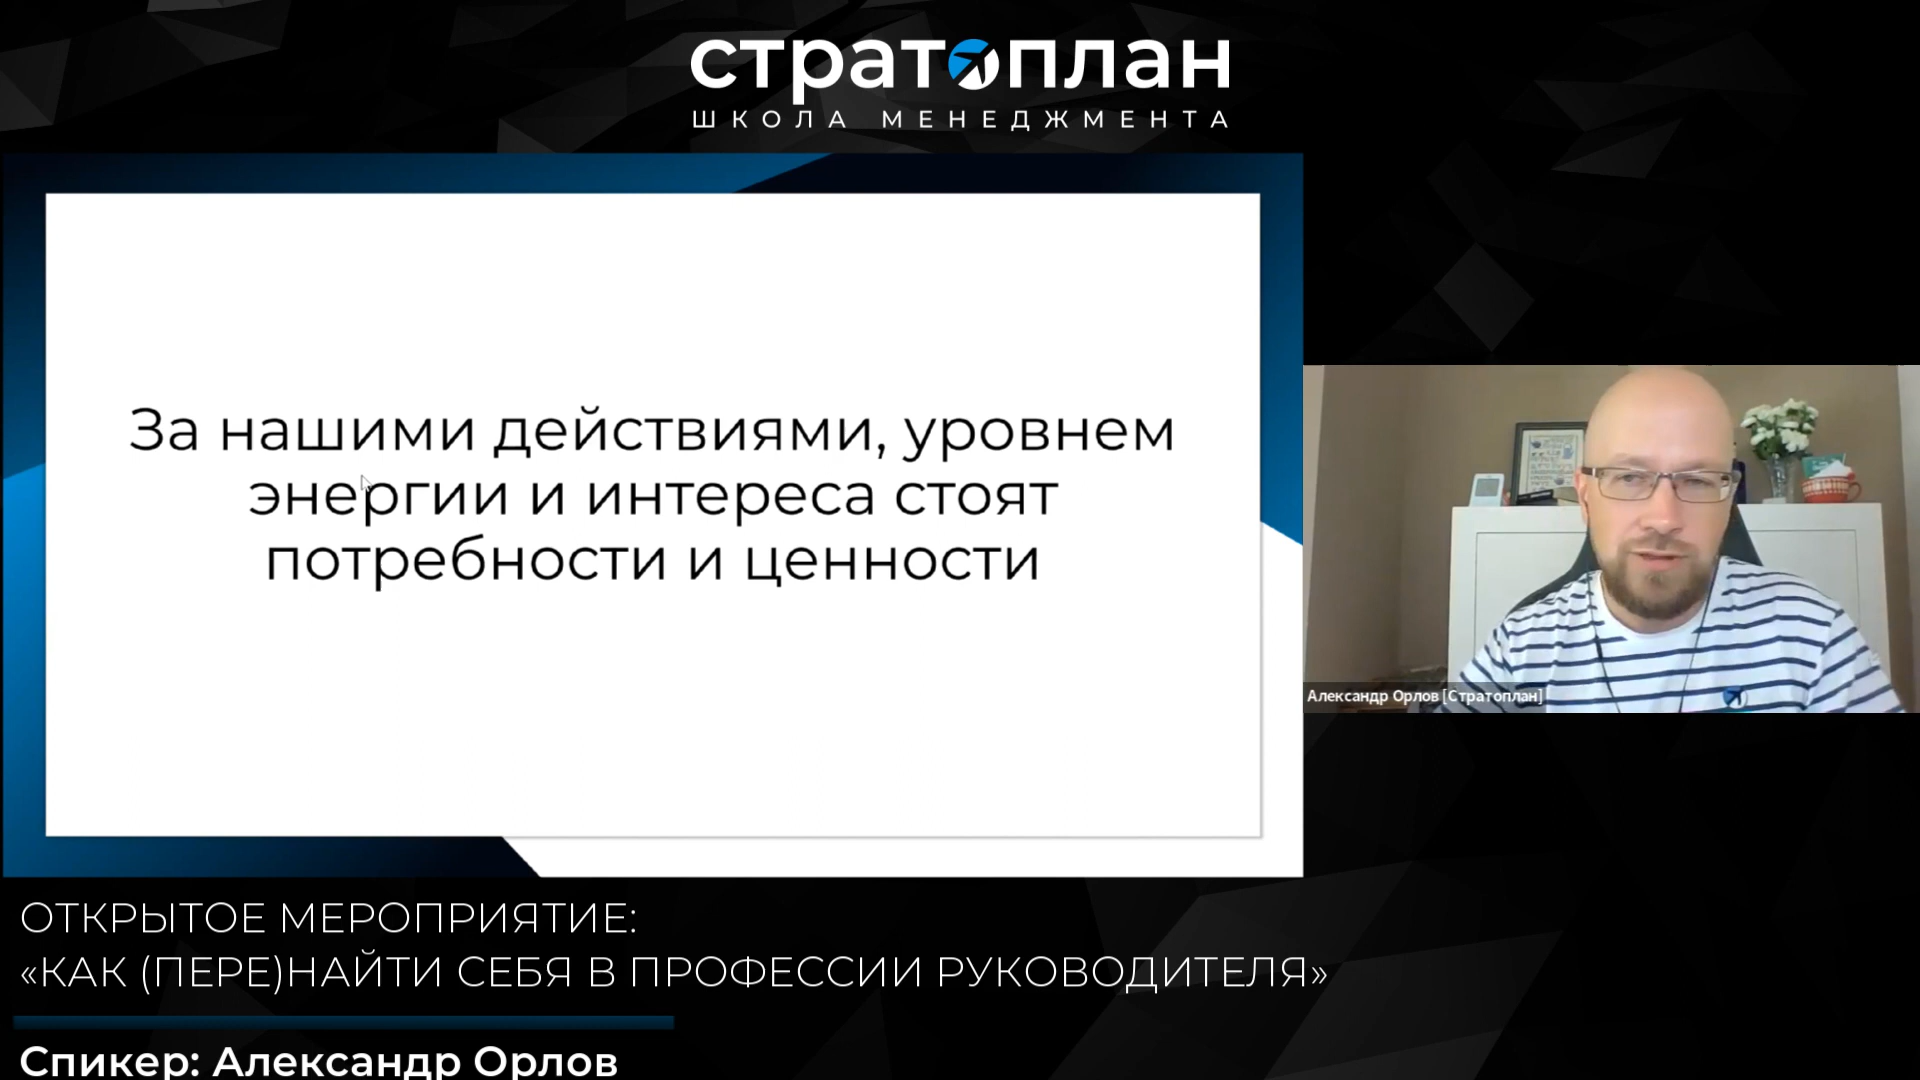 стратоплан
ШКОЛА МЕНЕДЖМЕНТА
За нашими действиями, уровнем
энергии и интереса стоят
потребности и ценности
Александр Орлов [Стратоплан]
ОТКРЫТОЕ МЕРОПРИЯТИЕ:
«КАК (ПЕРЕ)НАЙТИ СЕБЯ В ПРОФЕССИИ РУКОВОДИТЕЛЯ»
Спикер: Александр Орлов